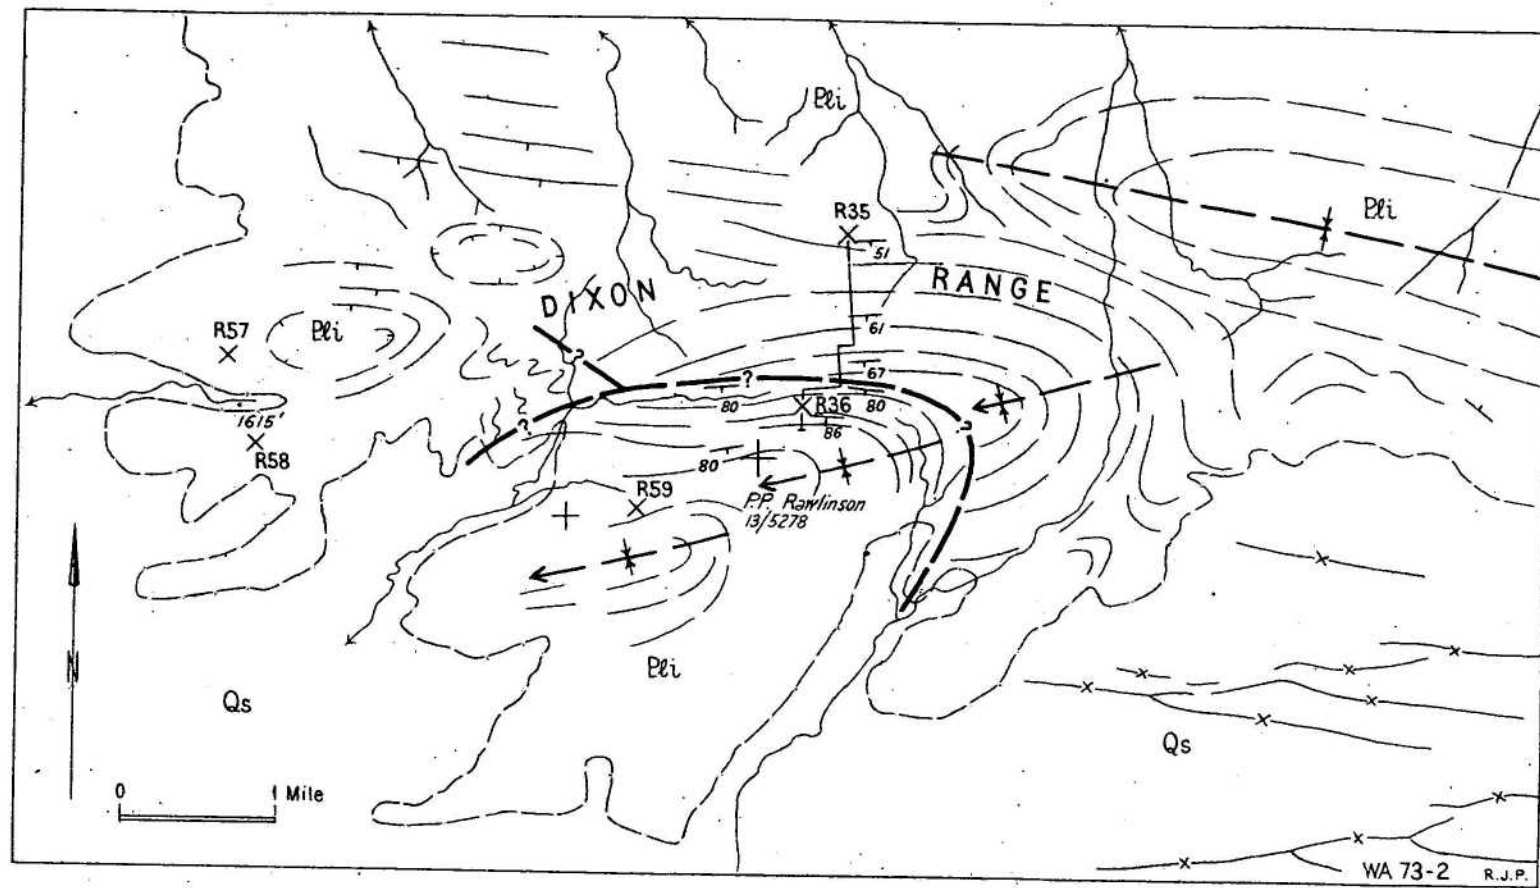 Pli
R35
Pli
51
DIXON RANGE
R57
Pli
61
?
67
?
80
R36
80
1615'
?
86
?
R58
80
R59
P.P. Rawlinson
13/5278
N
Pli
Qs
Qs
0 1 Mile
WA 73-2 R.J.P.